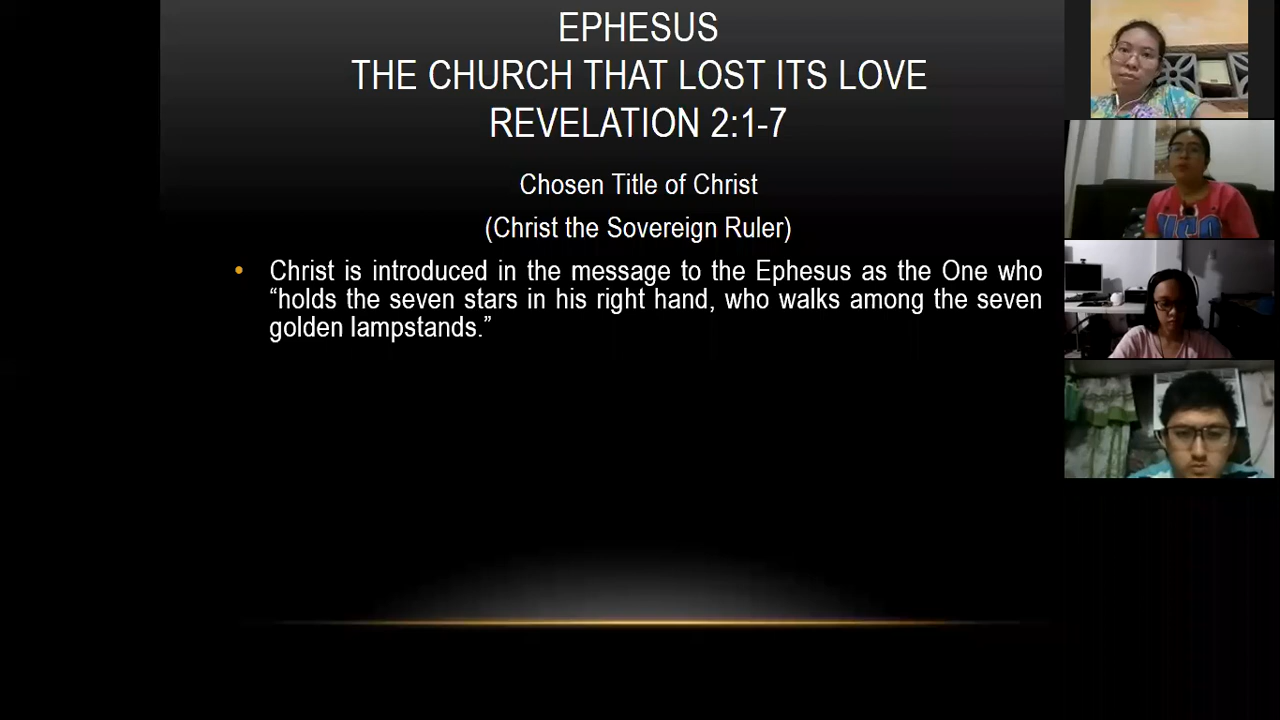 EPHESUS
THE CHURCH THAT LOST ITS LOVE
REVELATION 2:1-7
Chosen Title of Christ
(Christ the Sovereign Ruler)
• Christ is introduced in the message to the Ephesus as the One who
“holds the seven stars in his right hand, who walks among the seven
golden lampstands.”